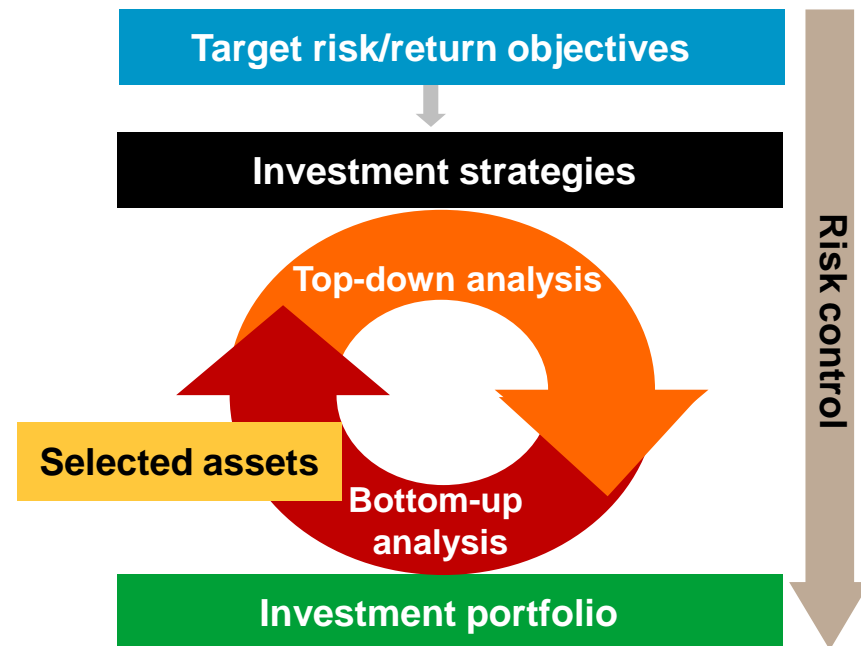 Target risk/return objectives
Investment strategies
Top-down analysis
Risk control
Selected assets
Bottom-up
analysis
Investment portfolio